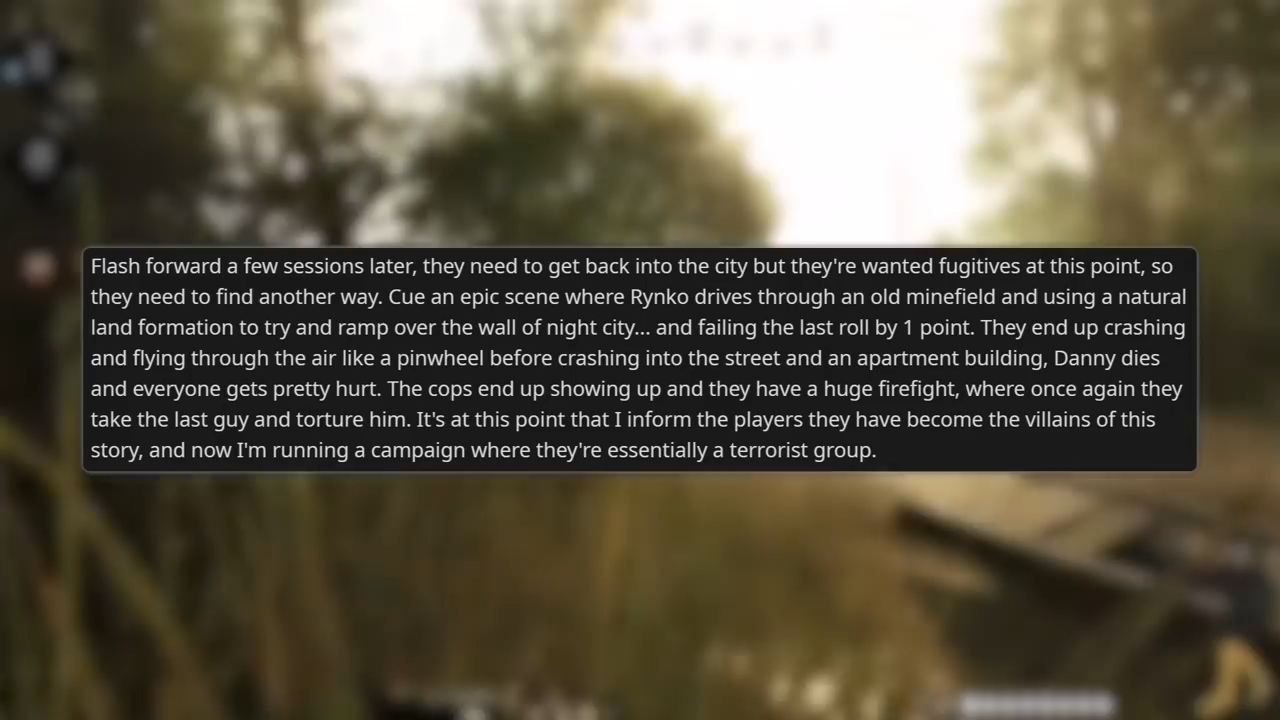 Flash forward a few sessions later, they need to get back into the city but they're wanted fugitives at this point, so
they need to find another way. Cue an epic scene where Rynko drives through an old minefield and using a natural
land formation to try and ramp over the wall of night city... and failing the last roll by 1 point. They end up crashing
and flying through the air like a pinwheel before crashing into the street and an apartment building, Danny dies
and everyone gets pretty hurt. The cops end up showing up and they have a huge firefight, where once again they
take the last guy and torture him. It's at this point that I inform the players they have become the villains of this
story, and now I'm running a campaign where they're essentially a terrorist group.